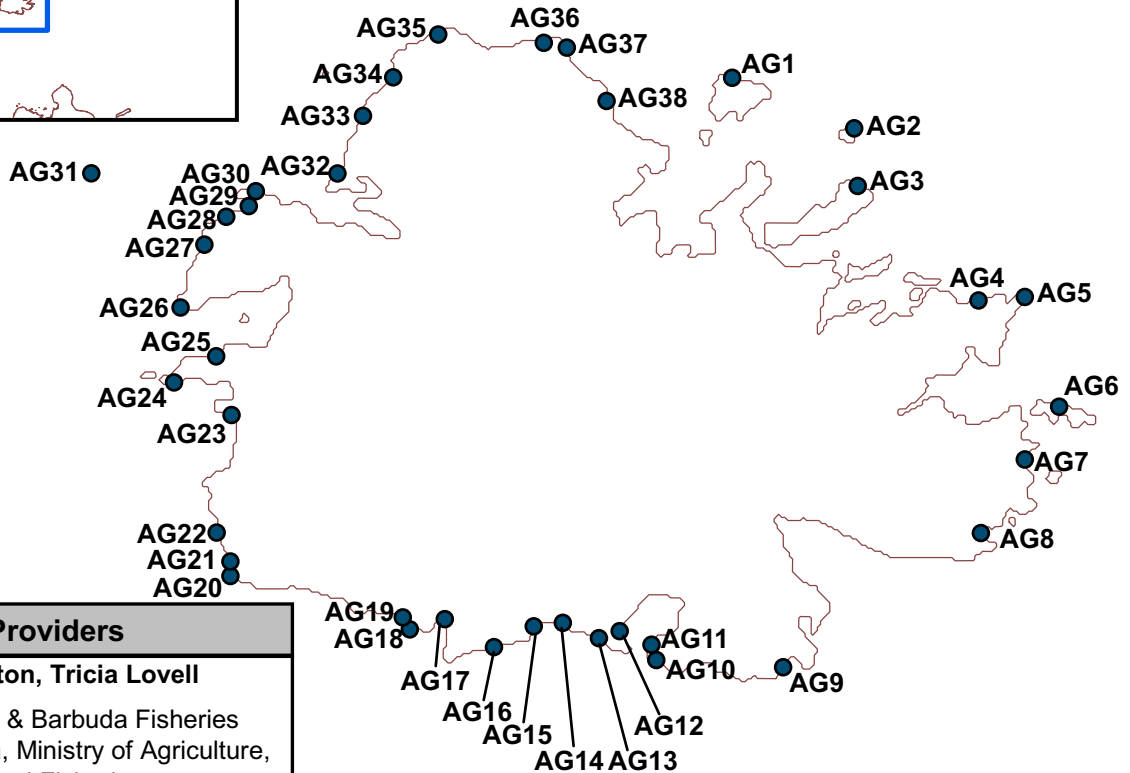 AG36
AG35
AG37
AG1
AG34
AG38
AG33
AG2
AG31
AG30
AG32
AG29
AG3
AG28
AG27
AG4
AG5
AG26
AG25
AG24
AG6
AG23
AG7
AG22
AG8
AG21
AG20
AG19
AG18
AG11
AG10
AG17
AG9
AG16
AG12
AG15
AG14
AG13
Providers
ton, Tricia Lovell
& Barbuda Fisheries
, Ministry of Agriculture,